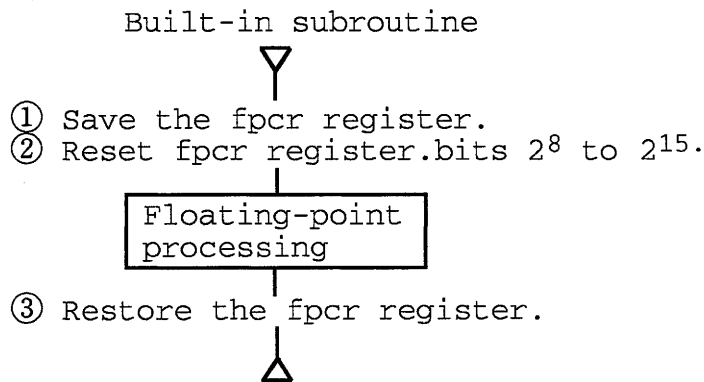 Built-in subroutine
① Save the fpcr register.
② Reset fpcr register.bits 2⁸ to 2¹⁵.
Floating-point
processing
③ Restore the fpcr register.